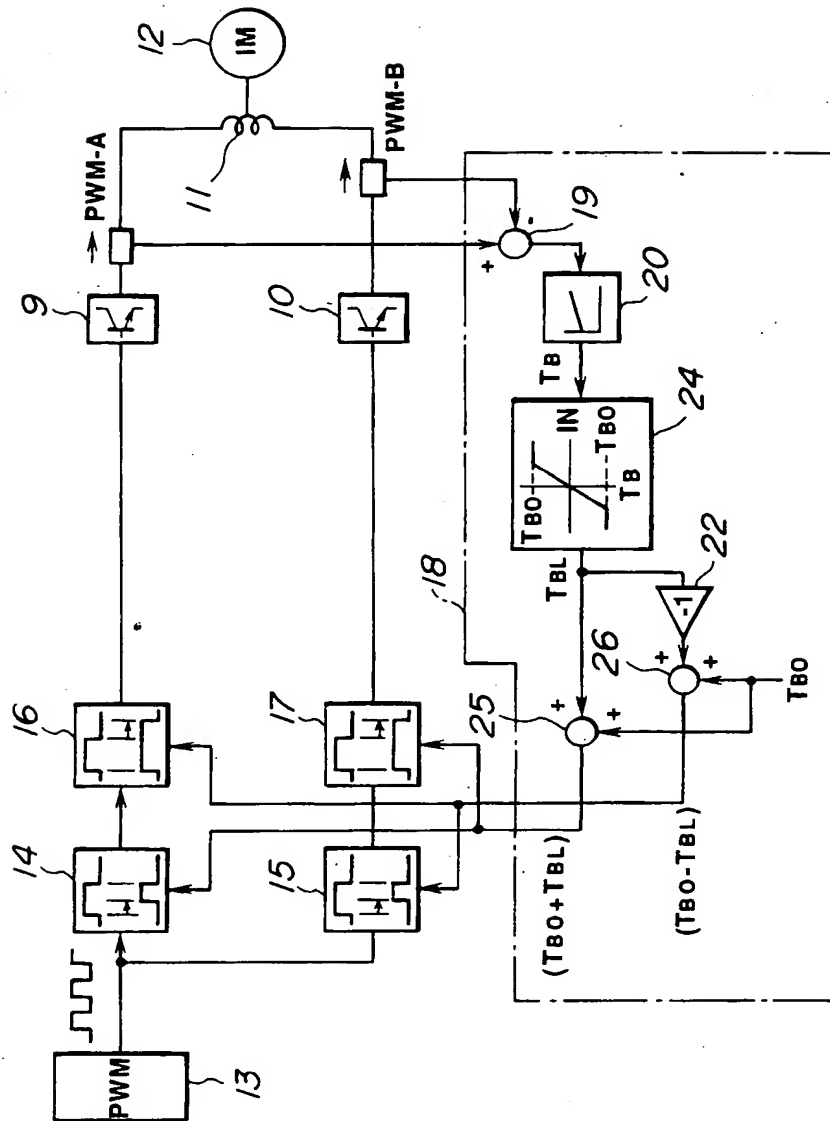 12
IM
PWM-A
11
PWM-B
9
10
+
-
19
20
TB
24
IN
TBO
-TBO
TB
16
17
18
TBL
22
-1
14
15
25
+
+
26
+
+
TBO
(TBO+TBL)
(TBO-TBL)
PWM
13